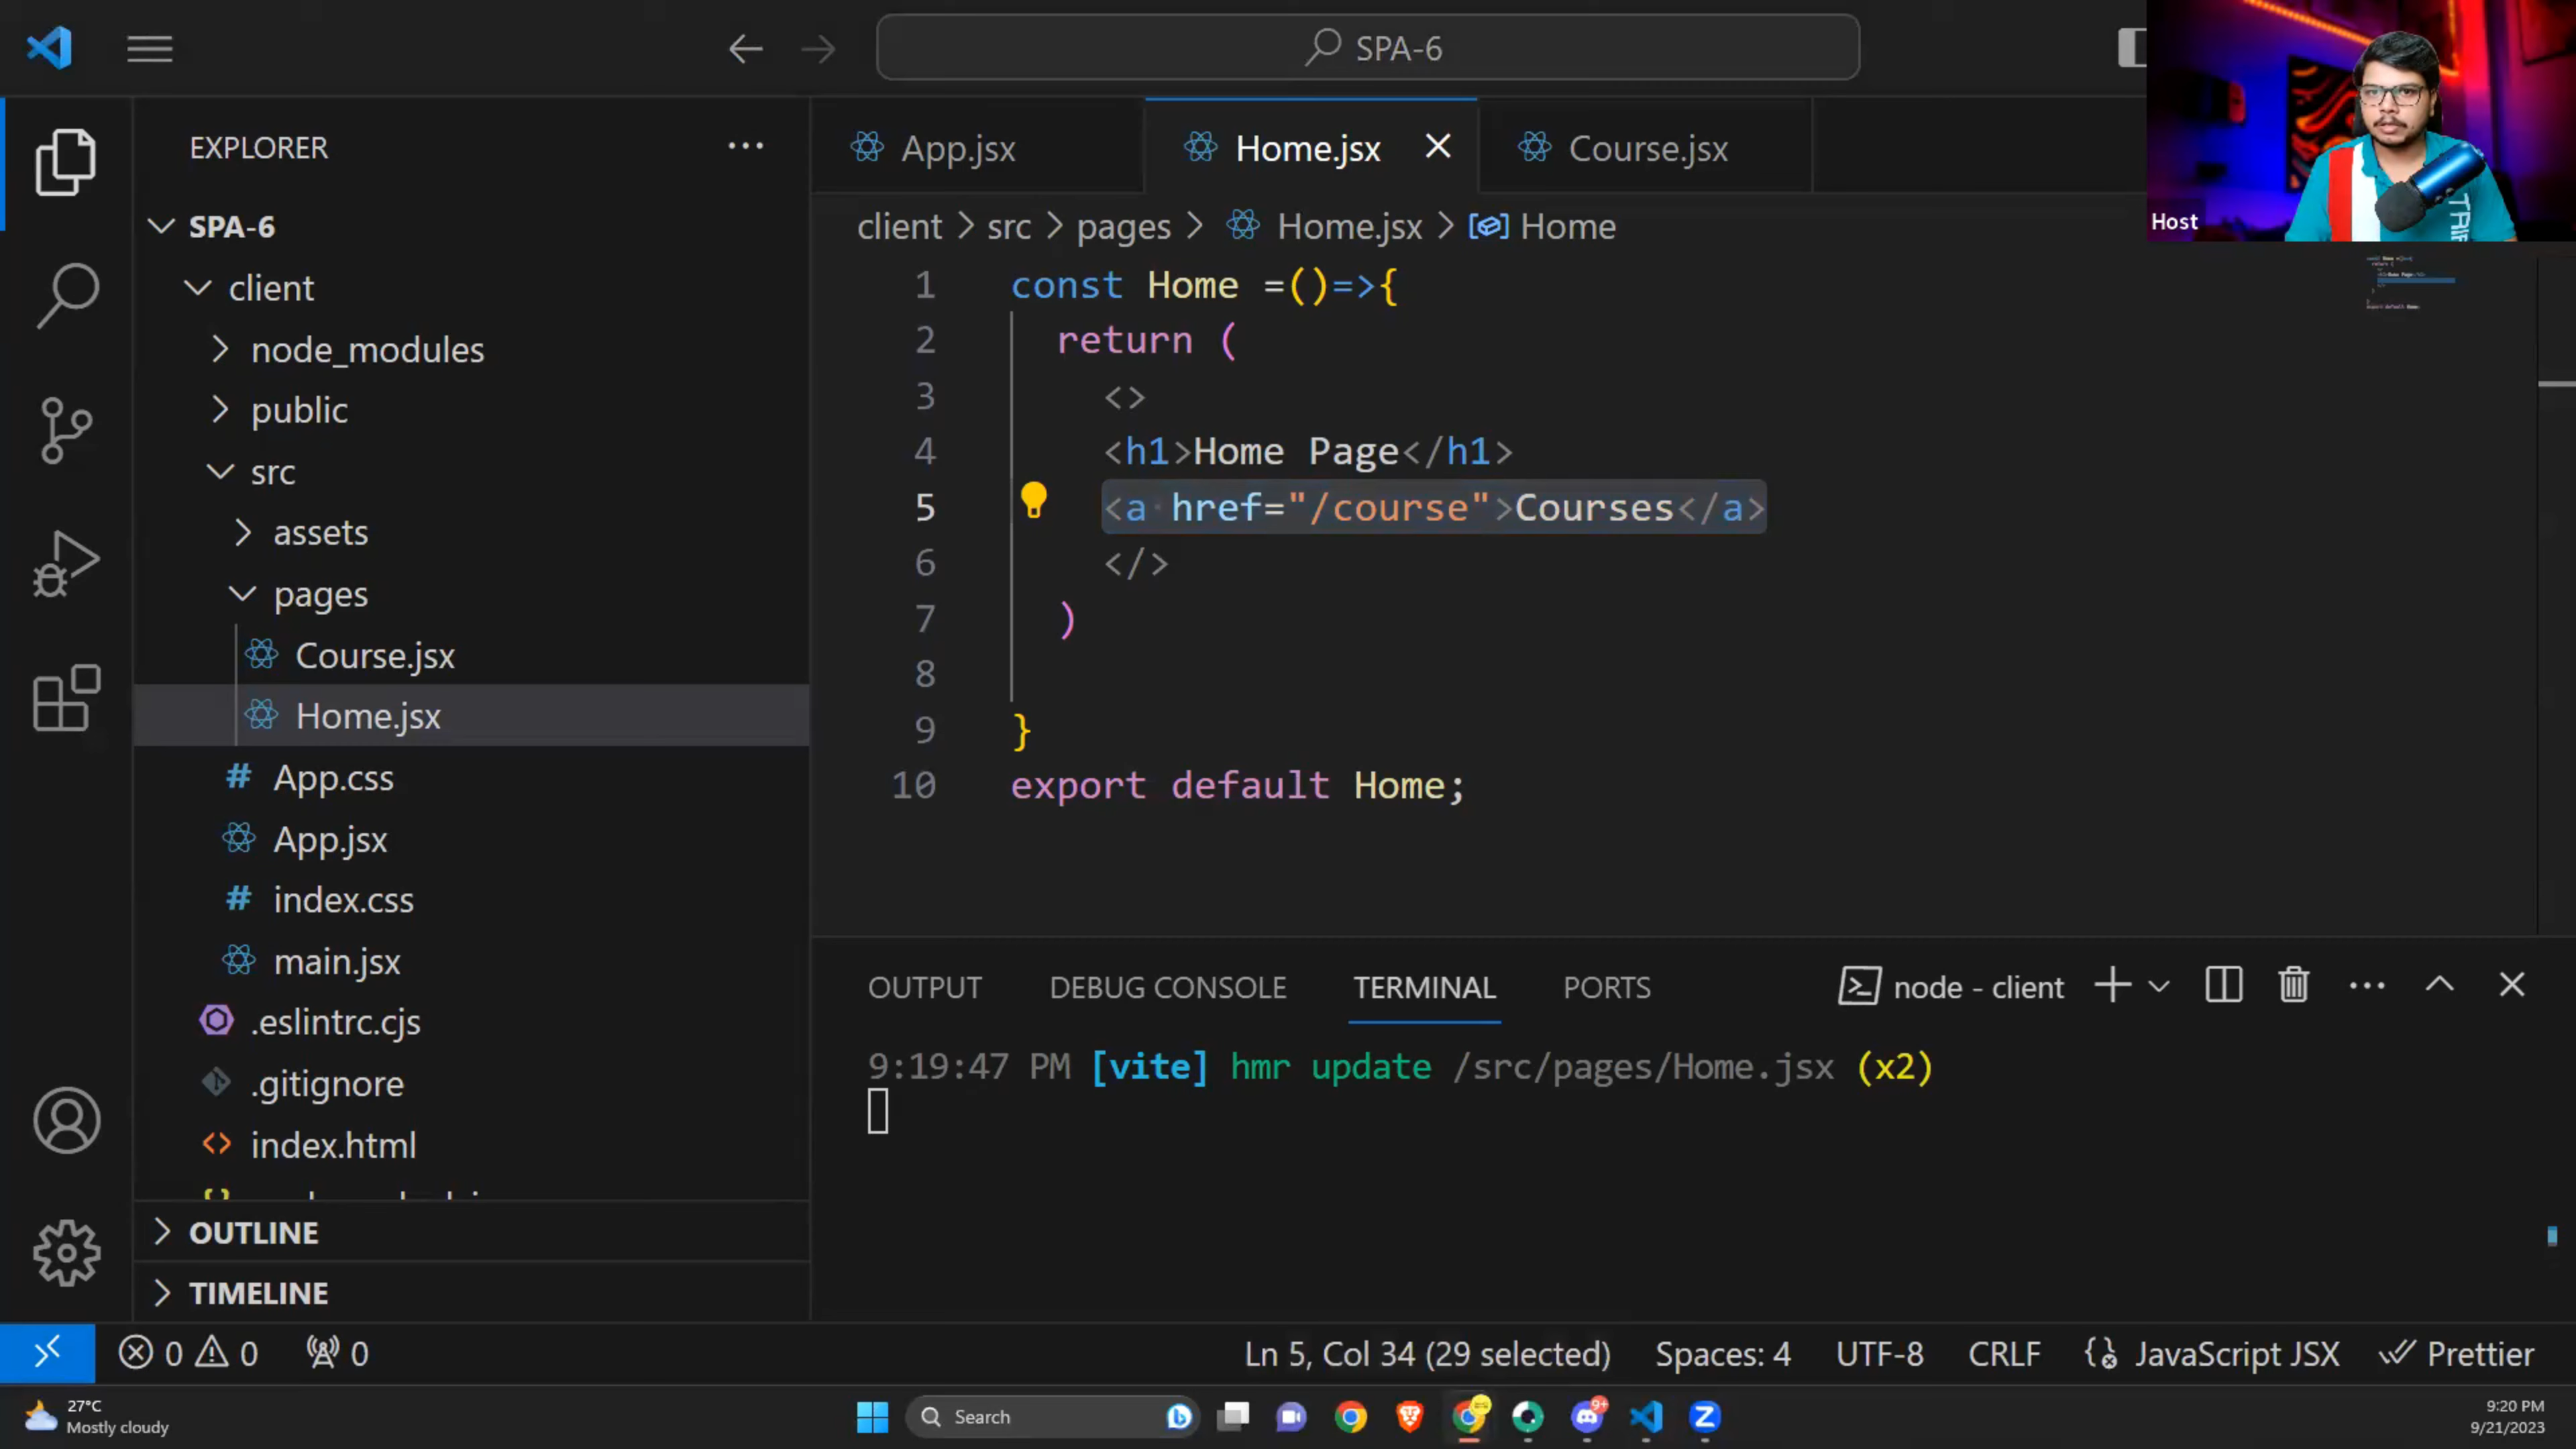 SPA-6
Host
EXPLORER
SPA-6
client
node_modules
public
src
assets
pages
Course.jsx
Home.jsx
App.css
App.jsx
index.css
main.jsx
.eslintrc.cjs
.gitignore
index.html
OUTLINE
TIMELINE
App.jsx
Home.jsx
Course.jsx
client > src > pages > Home.jsx > Home
1 const Home =()=>{
2 return (
3 <>
4 <h1>Home Page</h1>
5 <a href="/course">Courses</a>
6 </>
7 )
8
9 }
10 export default Home;
OUTPUT DEBUG CONSOLE TERMINAL PORTS node - client
9:19:47 PM [vite] hmr update /src/pages/Home.jsx (x2)
0 0 0 Ln 5, Col 34 (29 selected) Spaces: 4 UTF-8 CRLF JavaScript JSX Prettier
27°C
Mostly cloudy
Search
9+
9:20 PM
9/21/2023